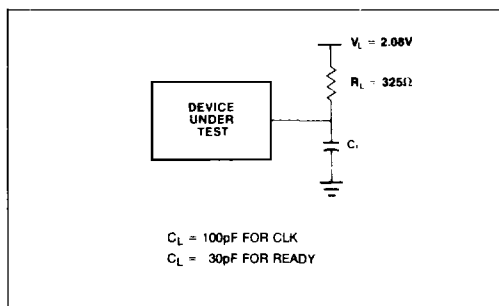 V_L = 2.08V
R_L = 325Ω
DEVICE
UNDER
TEST
C_L
C_L = 100pF FOR CLK
C_L = 30pF FOR READY